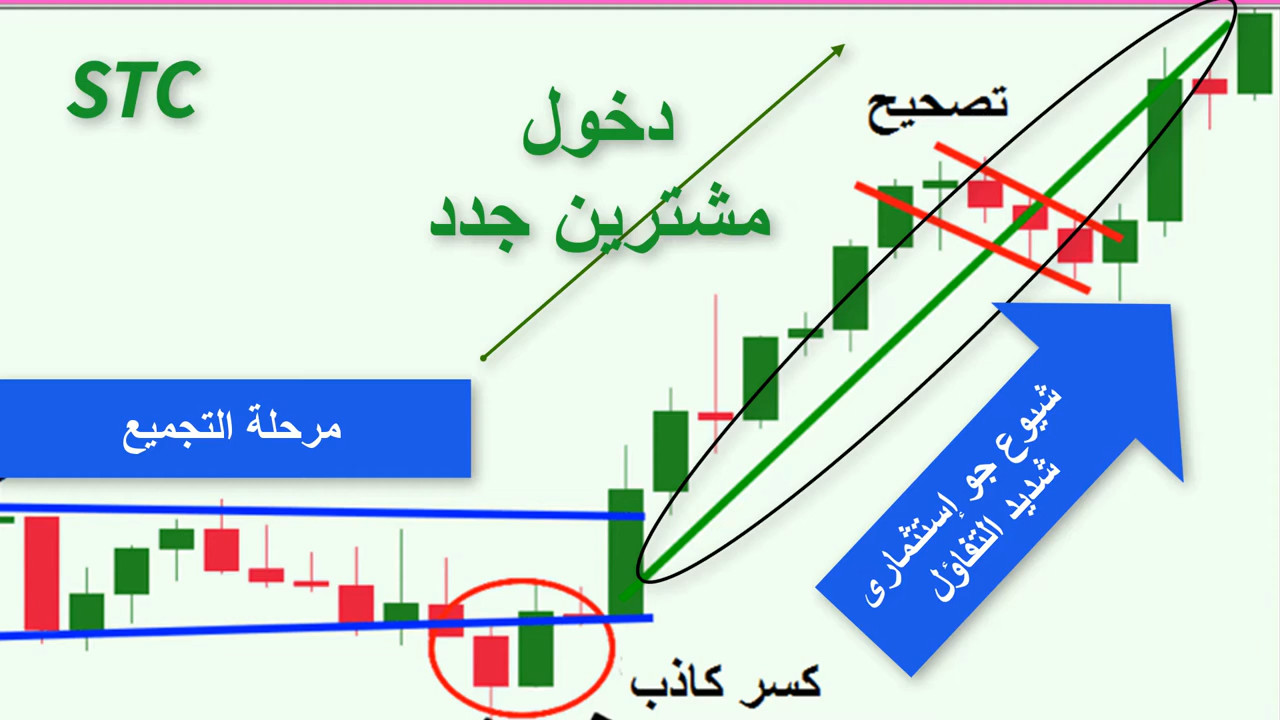 STC
دخول
مشترين جدد
تصحيح
مرحلة التجميع
شيوع جو إستثمارى
شديد التفاؤل
كسر كاذب